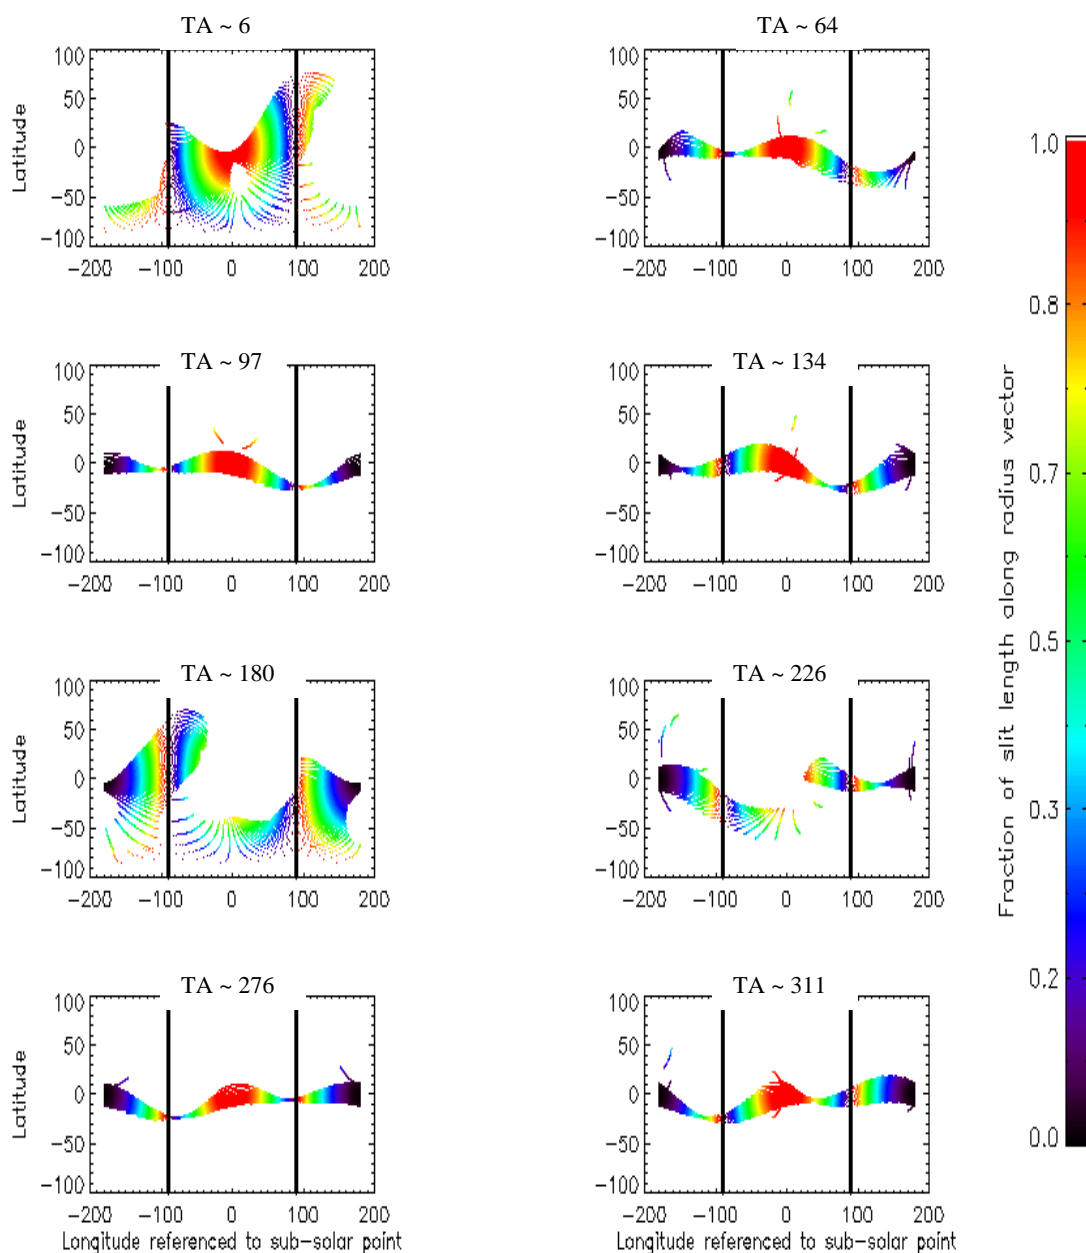 TA ~ 6
TA ~ 64
100
50
0
−50
−100
Latitude
−200 −100 0 100 200
100
50
0
−50
−100
−200 −100 0 100 200
TA ~ 97
TA ~ 134
100
50
0
−50
−100
Latitude
−200 −100 0 100 200
100
50
0
−50
−100
−200 −100 0 100 200
TA ~ 180
TA ~ 226
100
50
0
−50
−100
Latitude
−200 −100 0 100 200
100
50
0
−50
−100
−200 −100 0 100 200
TA ~ 276
TA ~ 311
100
50
0
−50
−100
Latitude
−200 −100 0 100 200
Longitude referenced to sub−solar point
100
50
0
−50
−100
−200 −100 0 100 200
Longitude referenced to sub−solar point
1.0
0.8
0.7
0.5
0.3
0.2
0.0
Fraction of slit length along radius vector